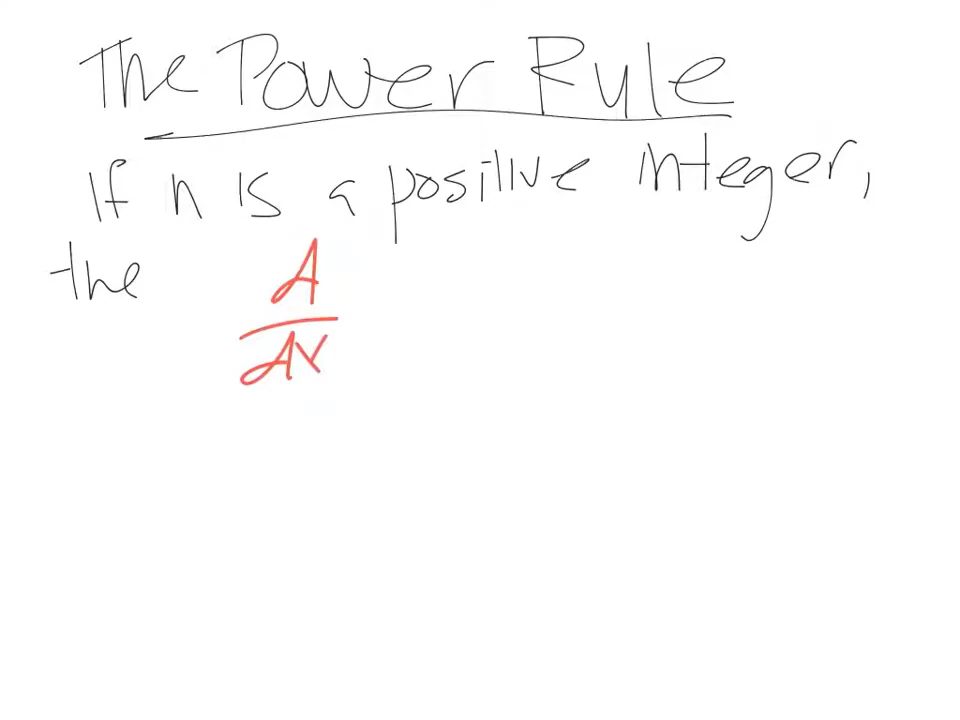 The Power Rule
If n is a positive integer,
the
d
dx